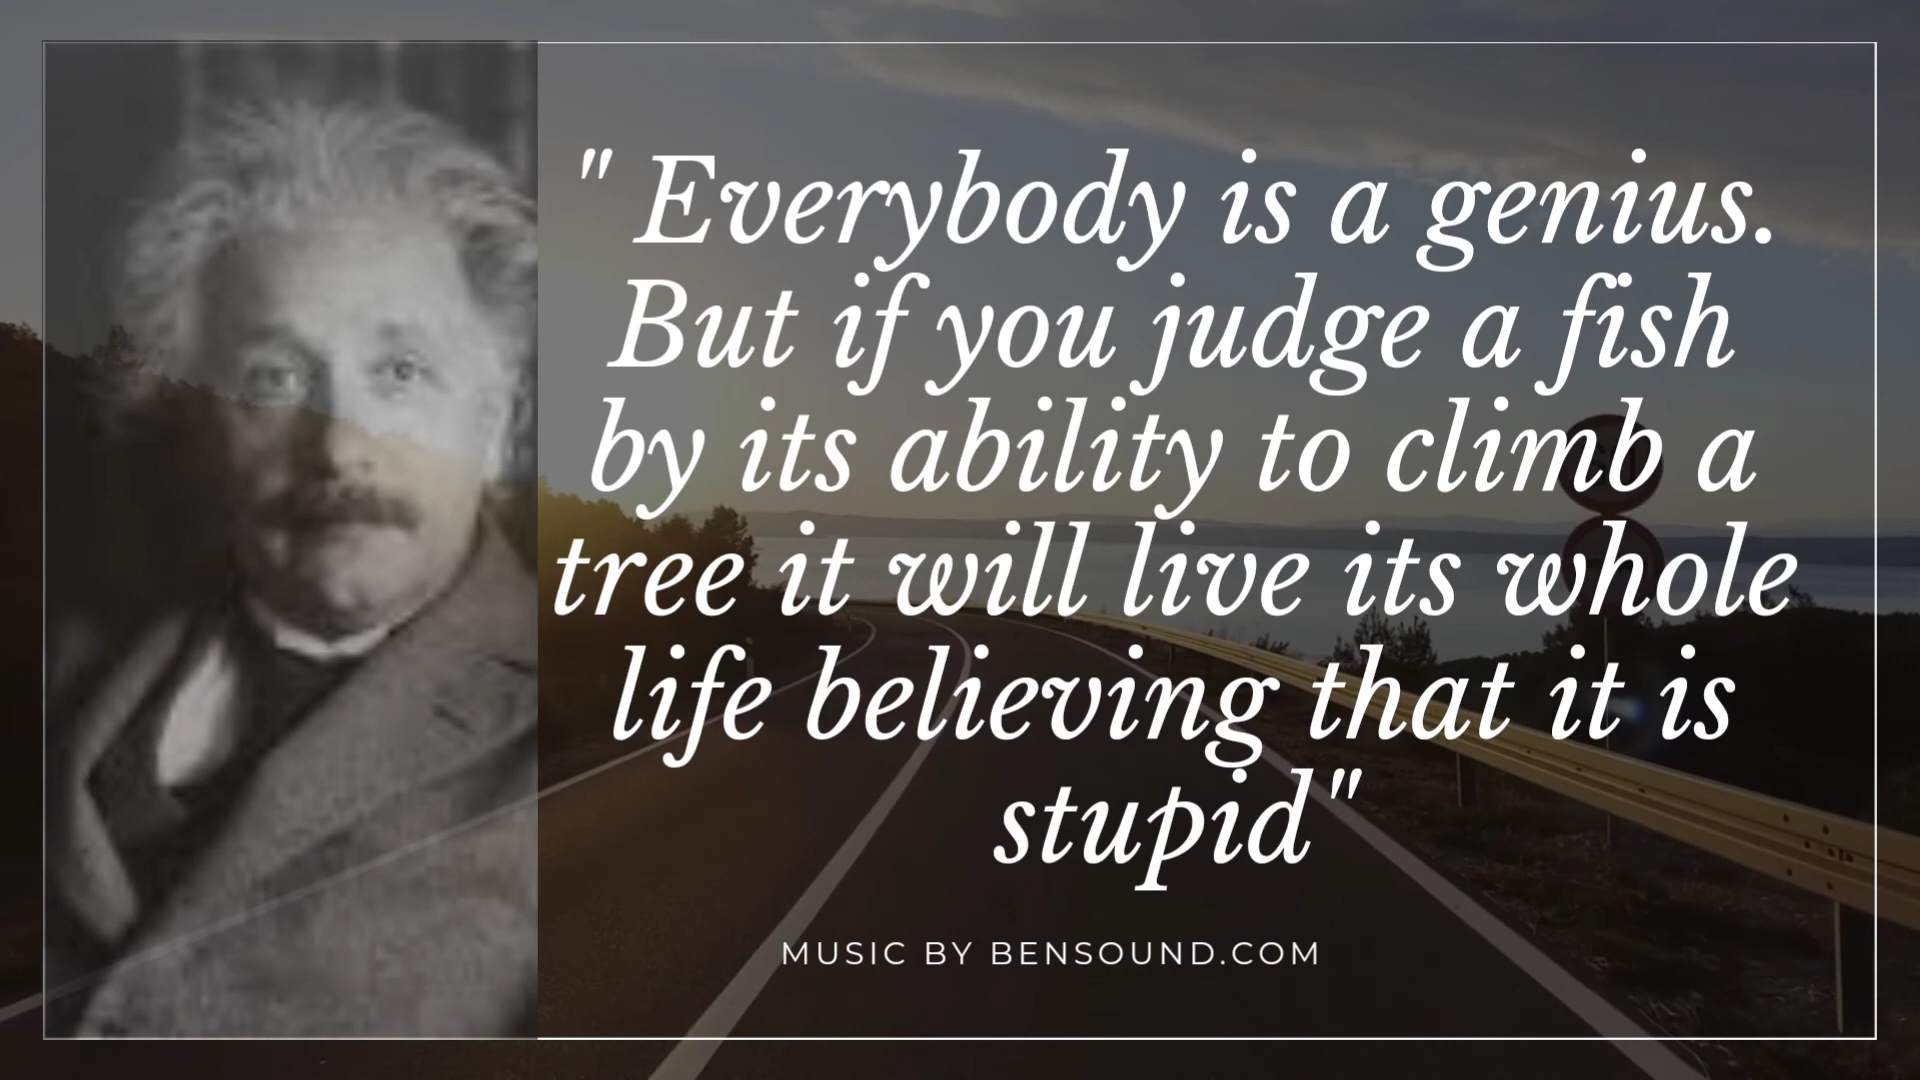 " Everybody is a genius.
But if you judge a fish
by its ability to climb a
tree it will live its whole
life believing that it is
stupid"
MUSIC BY BENSOUND.COM